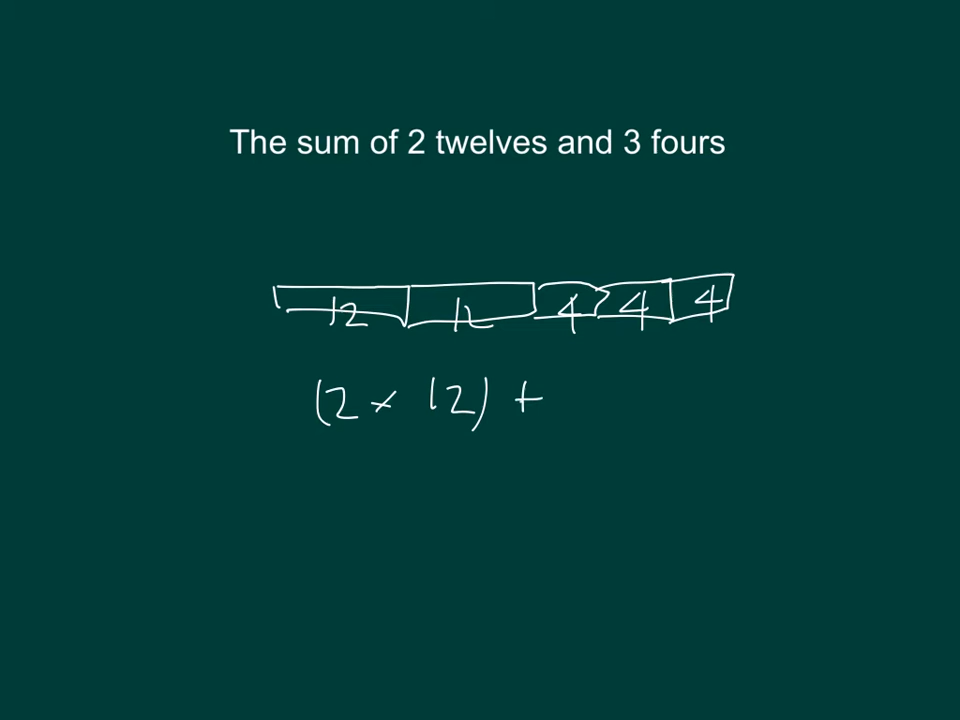 The sum of 2 twelves and 3 fours
12 12 4 4 4
(2 × 12) +